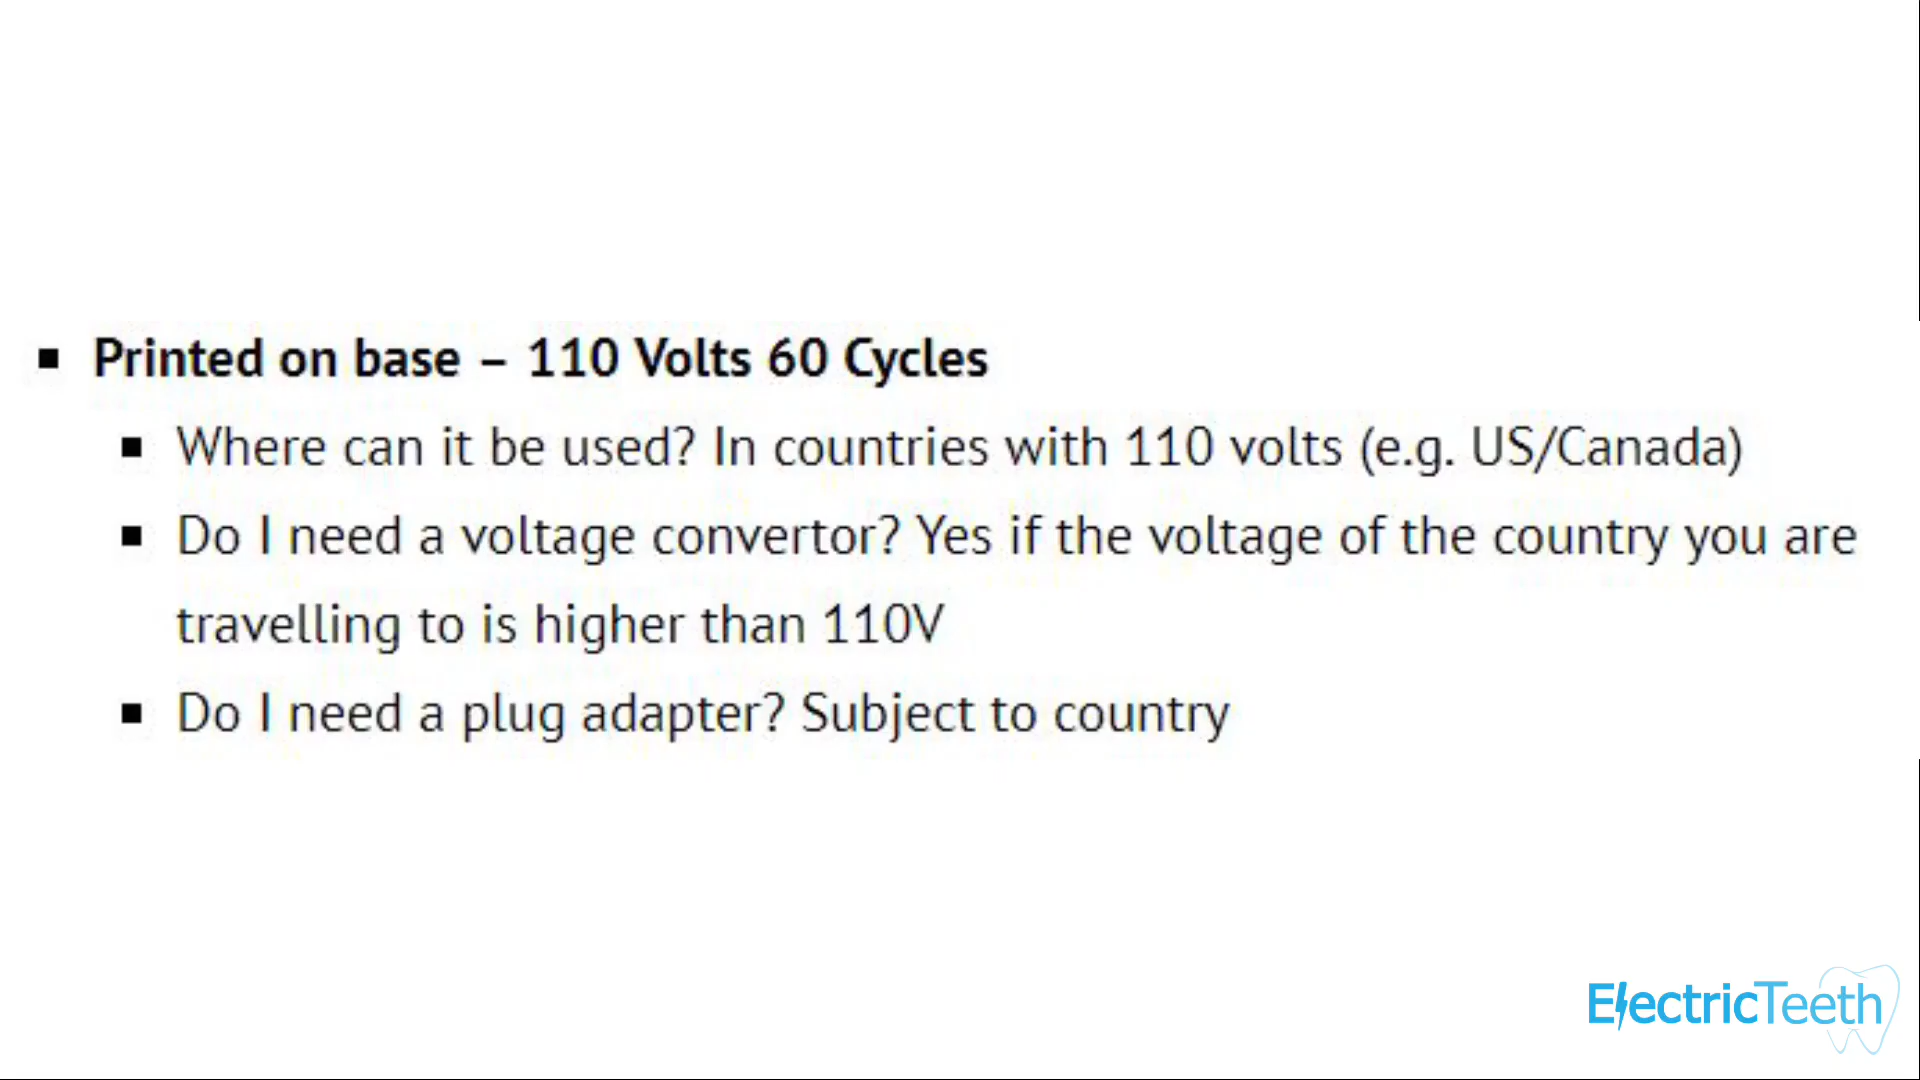 ▪ Printed on base – 110 Volts 60 Cycles
▪ Where can it be used? In countries with 110 volts (e.g. US/Canada)
▪ Do I need a voltage convertor? Yes if the voltage of the country you are
travelling to is higher than 110V
▪ Do I need a plug adapter? Subject to country
ElectricTeeth